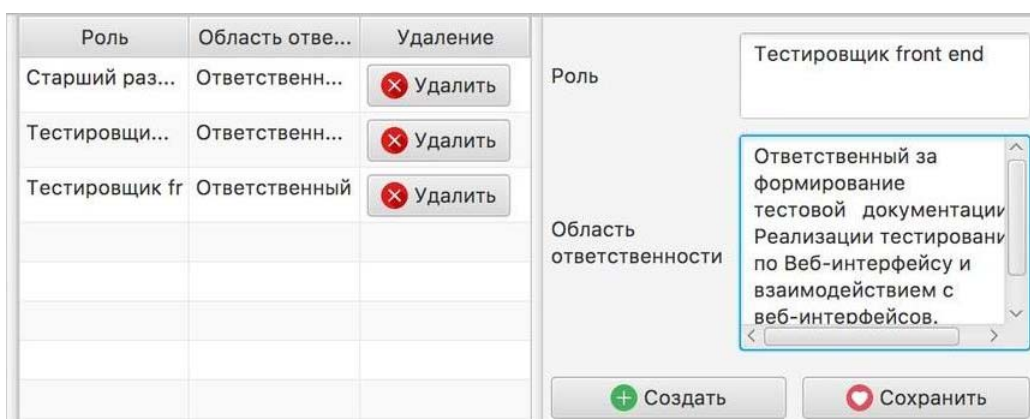 Роль Область отве... Удаление
Старший раз... Ответственн... Удалить
Тестировщи... Ответственн... Удалить
Тестировщик fr Ответственный Удалить
Роль
Тестировщик front end
Область
ответственности
Ответственный за
формирование
тестовой документации
Реализации тестировани
по Веб-интерфейсу и
взаимодействием с
веб-интерфейсов.
Создать Сохранить